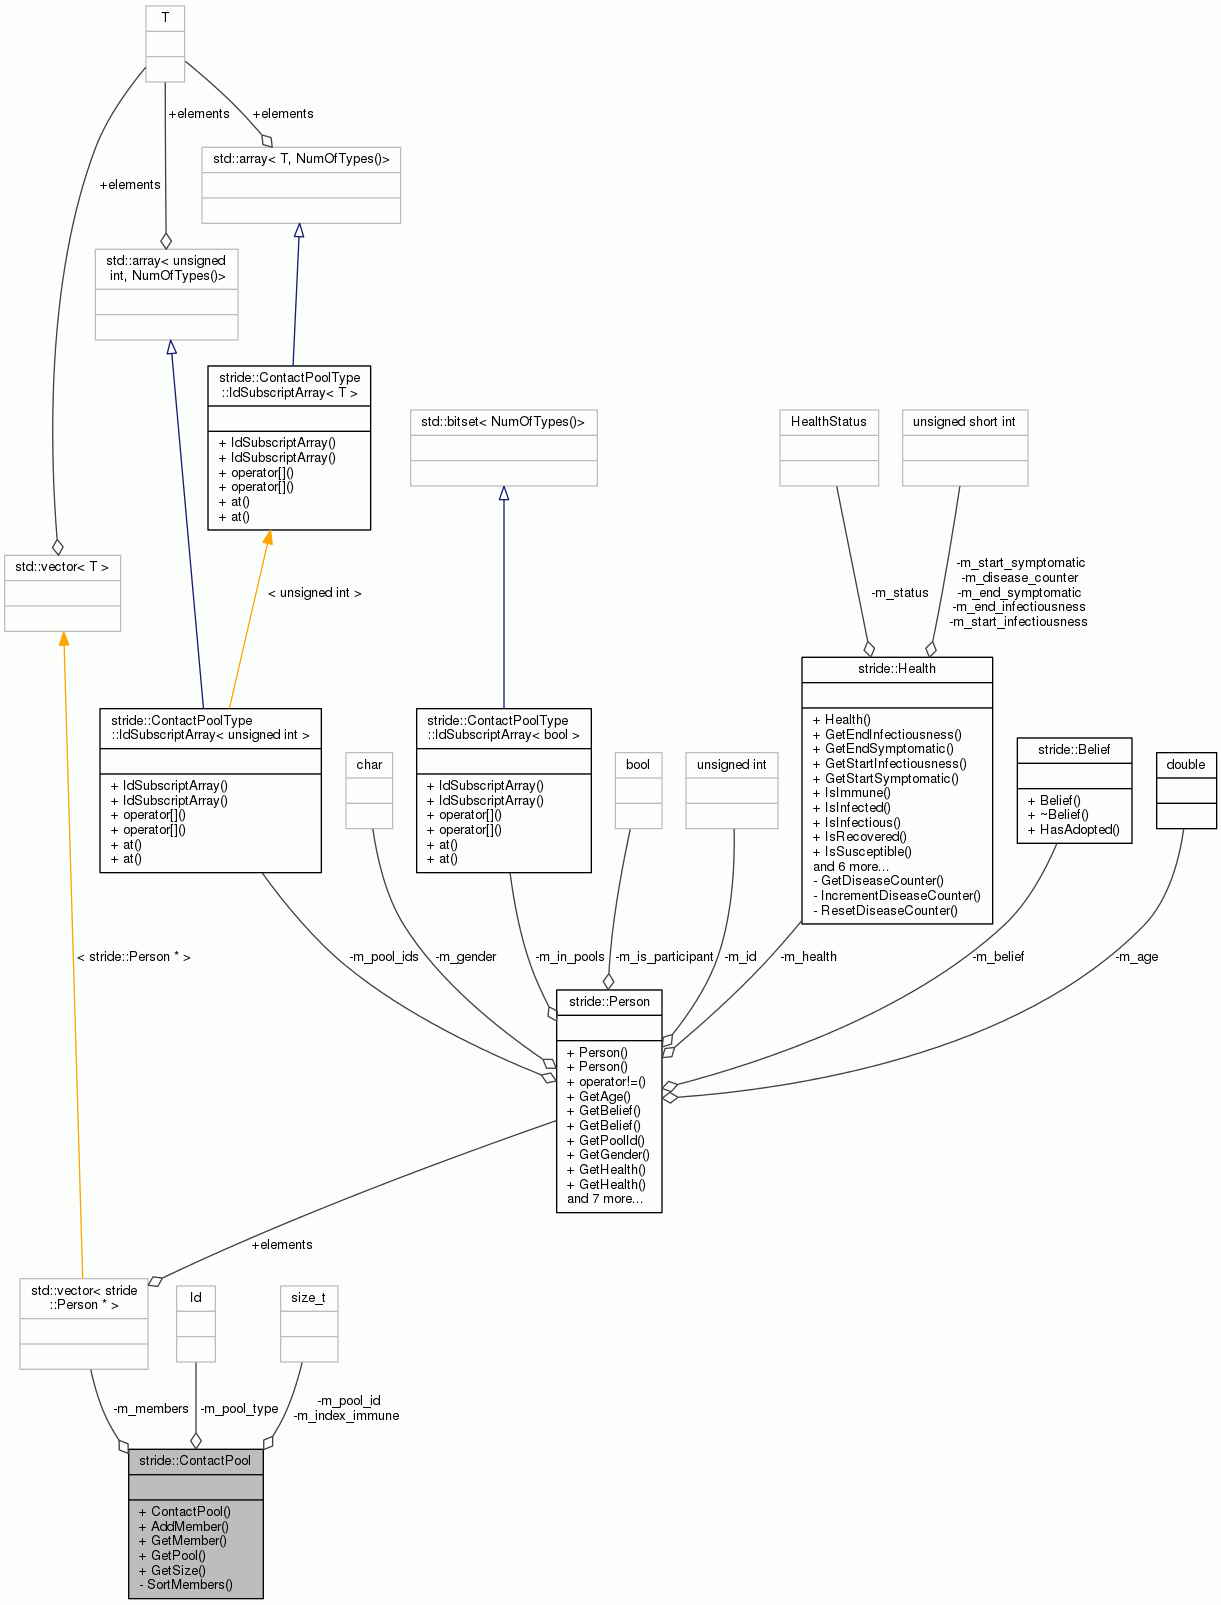 T
+elements
+elements
std::array< T, NumOfTypes()>
+elements
std::array< unsigned
int, NumOfTypes()>
stride::ContactPoolType
::IdSubscriptArray< T >
+ IdSubscriptArray()
+ IdSubscriptArray()
+ operator[]()
+ operator[]()
+ at()
+ at()
std::bitset< NumOfTypes()>
HealthStatus
unsigned short int
std::vector< T >
< unsigned int >
-m_status
-m_start_symptomatic
-m_disease_counter
-m_end_symptomatic
-m_end_infectiousness
-m_start_infectiousness
stride::ContactPoolType
::IdSubscriptArray< unsigned int >
+ IdSubscriptArray()
+ IdSubscriptArray()
+ operator[]()
+ operator[]()
+ at()
+ at()
char
stride::ContactPoolType
::IdSubscriptArray< bool >
+ IdSubscriptArray()
+ IdSubscriptArray()
+ operator[]()
+ operator[]()
+ at()
+ at()
bool
unsigned int
stride::Health
+ Health()
+ GetEndInfectiousness()
+ GetEndSymptomatic()
+ GetStartInfectiousness()
+ GetStartSymptomatic()
+ IsImmune()
+ IsInfected()
+ IsInfectious()
+ IsRecovered()
+ IsSusceptible()
and 6 more...
- GetDiseaseCounter()
- IncrementDiseaseCounter()
- ResetDiseaseCounter()
stride::Belief
+ Belief()
+ ~Belief()
+ HasAdopted()
double
< stride::Person * >
-m_pool_ids
-m_gender
-m_in_pools
-m_is_participant
-m_id
-m_health
-m_belief
-m_age
stride::Person
+ Person()
+ Person()
+ operator!=()
+ GetAge()
+ GetBelief()
+ GetBelief()
+ GetPoolId()
+ GetGender()
+ GetHealth()
+ GetHealth()
and 7 more...
+elements
std::vector< stride
::Person * >
Id
size_t
-m_members
-m_pool_type
-m_pool_id
-m_index_immune
stride::ContactPool
+ ContactPool()
+ AddMember()
+ GetMember()
+ GetPool()
+ GetSize()
- SortMembers()